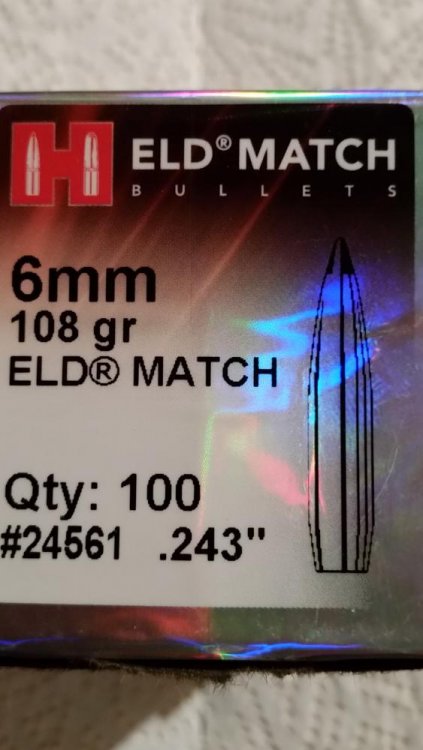 H
ELD® MATCH
BULLETS
6mm
108 gr
ELD® MATCH
Qty: 100
#24561 .243"